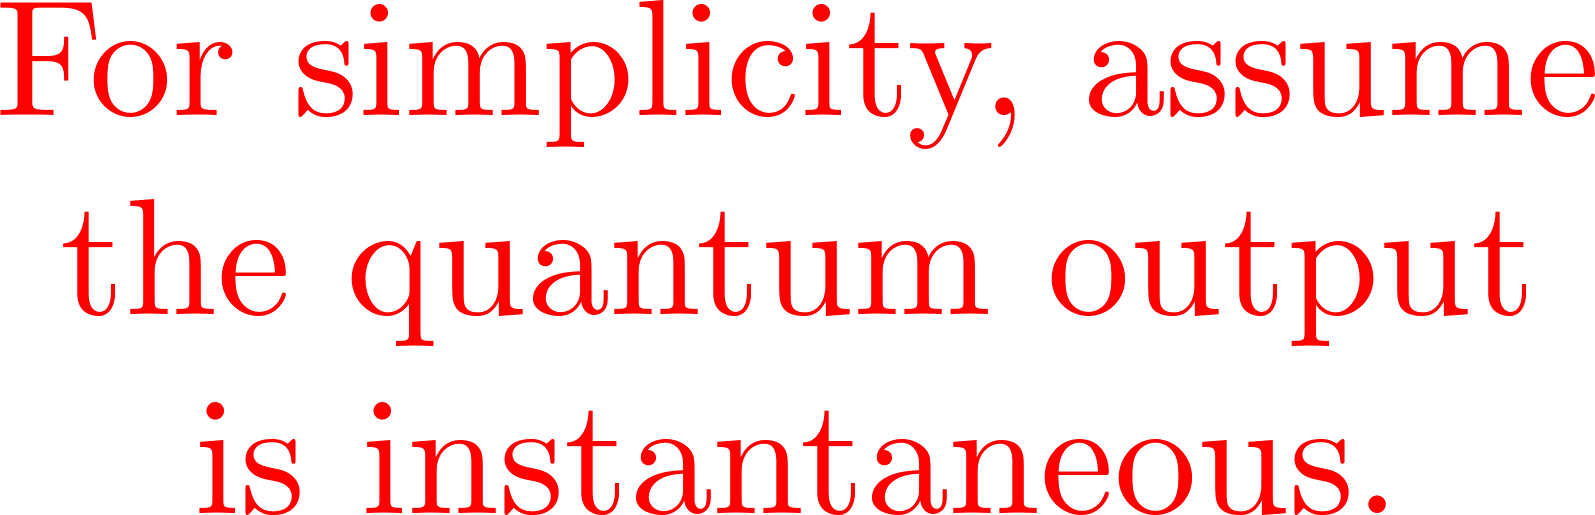 For simplicity, assume
the quantum output
is instantaneous.